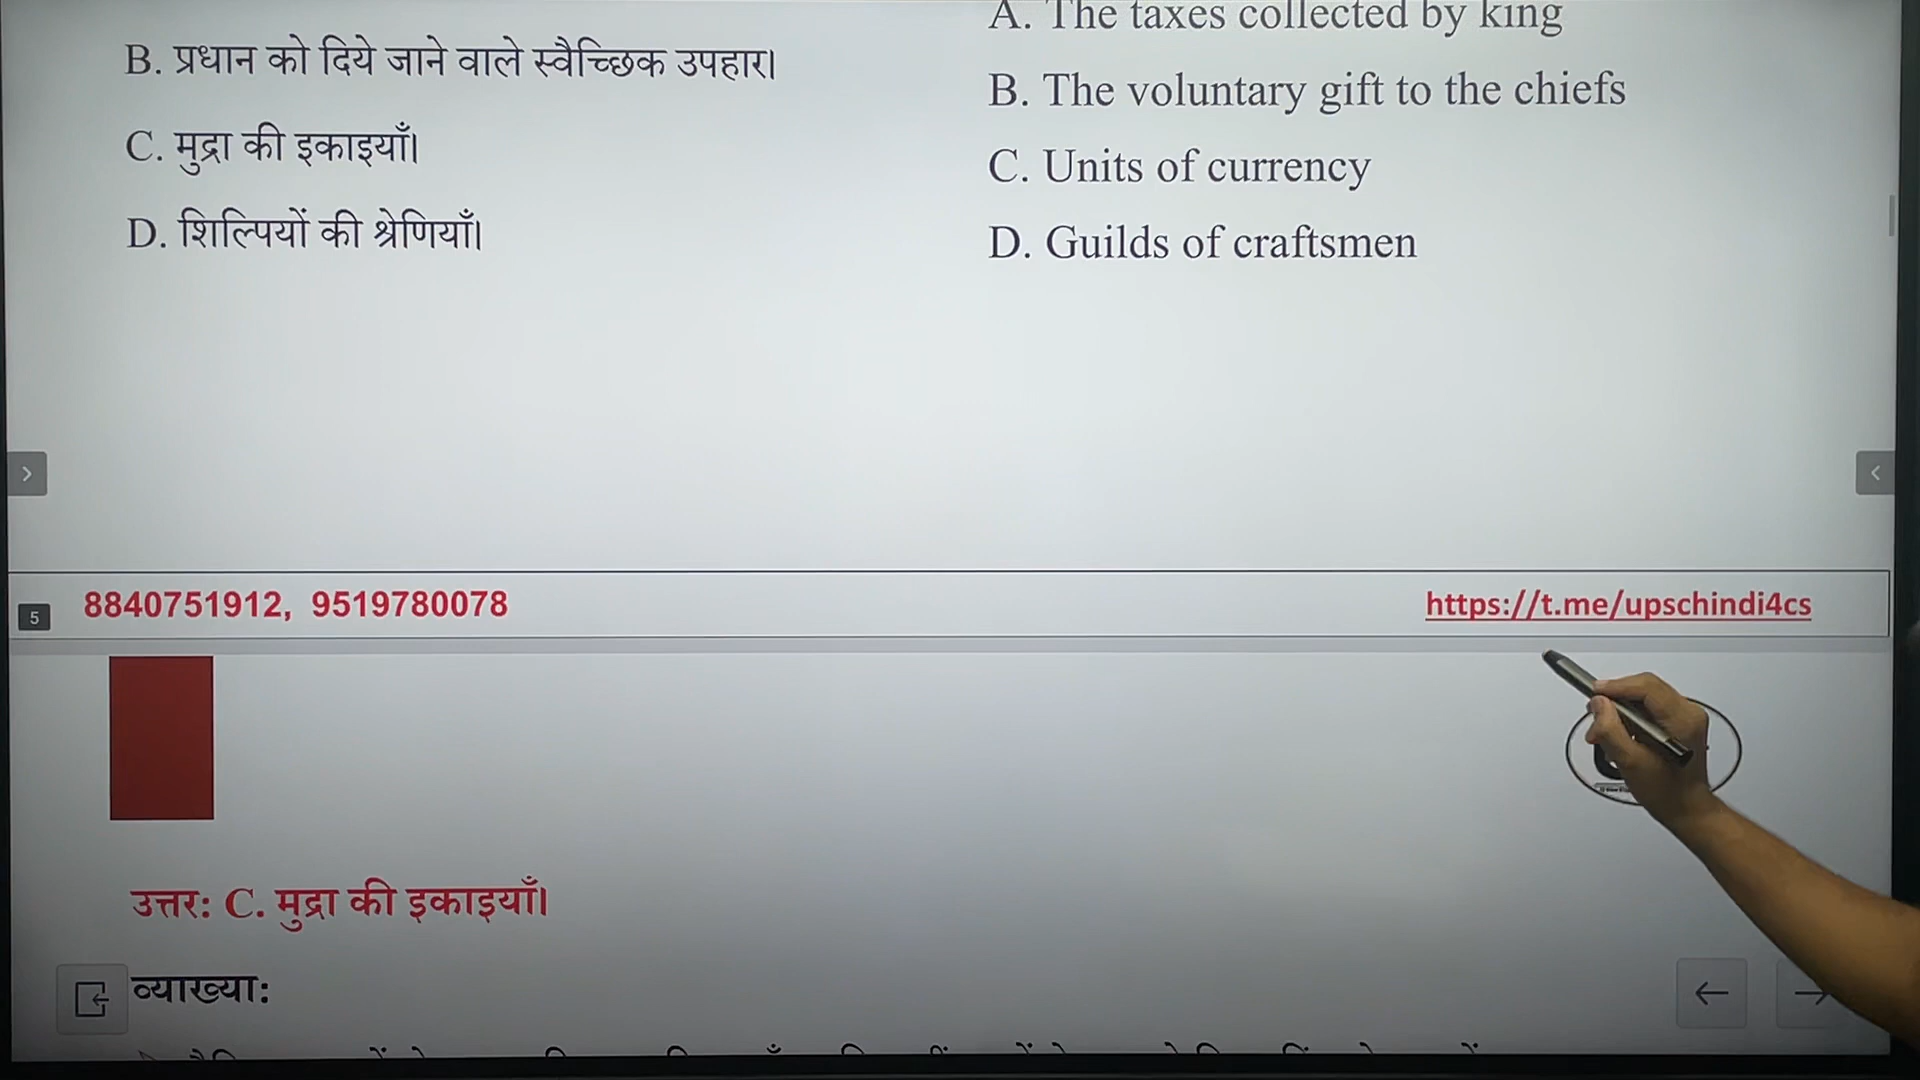 B. प्रधान को दिये जाने वाले स्वैच्छिक उपहार।
C. मुद्रा की इकाइयाँ।
D. शिल्पियों की श्रेणियाँ।
A. The taxes collected by king
B. The voluntary gift to the chiefs
C. Units of currency
D. Guilds of craftsmen
5
8840751912, 9519780078
https://t.me/upschindi4cs
उत्तर: C. मुद्रा की इकाइयाँ।
व्याख्या: